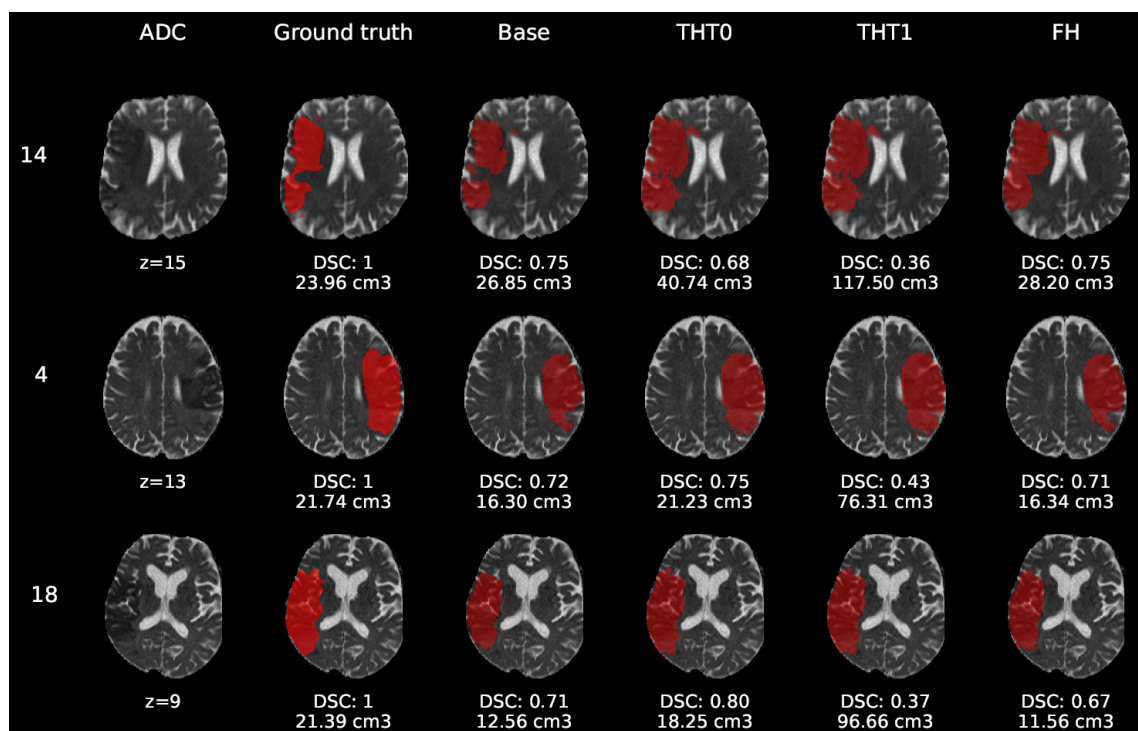 ADC Ground truth Base THT0 THT1 FH
14
z=15 DSC: 1 DSC: 0.75 DSC: 0.68 DSC: 0.36 DSC: 0.75
23.96 cm3 26.85 cm3 40.74 cm3 117.50 cm3 28.20 cm3
4
z=13 DSC: 1 DSC: 0.72 DSC: 0.75 DSC: 0.43 DSC: 0.71
21.74 cm3 16.30 cm3 21.23 cm3 76.31 cm3 16.34 cm3
18
z=9 DSC: 1 DSC: 0.71 DSC: 0.80 DSC: 0.37 DSC: 0.67
21.39 cm3 12.56 cm3 18.25 cm3 96.66 cm3 11.56 cm3